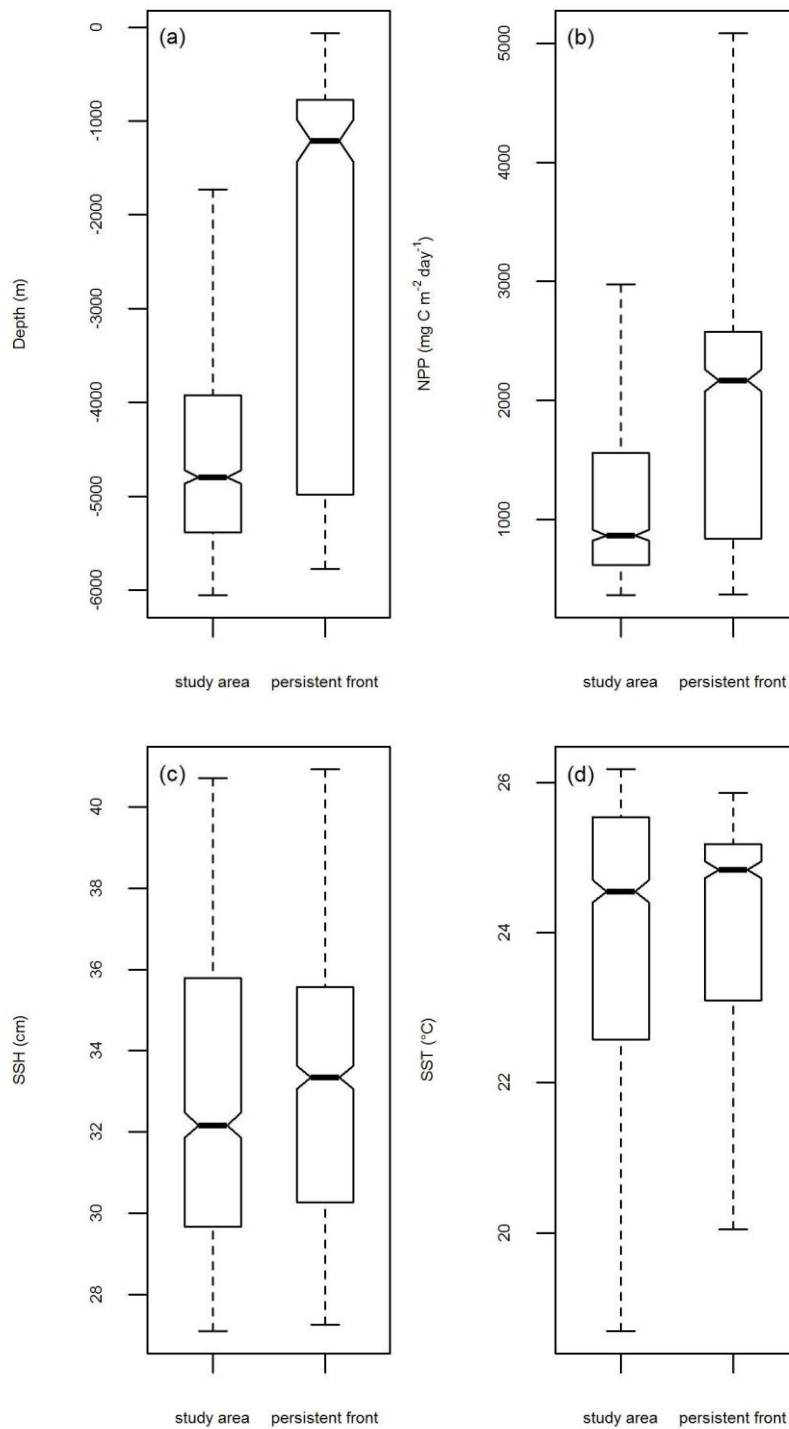 (a)
Depth (m)
0
-1000
-2000
-3000
-4000
-5000
-6000
study area persistent front
(b)
NPP (mg C m⁻² day⁻¹)
5000
4000
3000
2000
1000
study area persistent front
(c)
SSH (cm)
40
38
36
34
32
30
28
study area persistent front
(d)
SST (°C)
26
24
22
20
study area persistent front